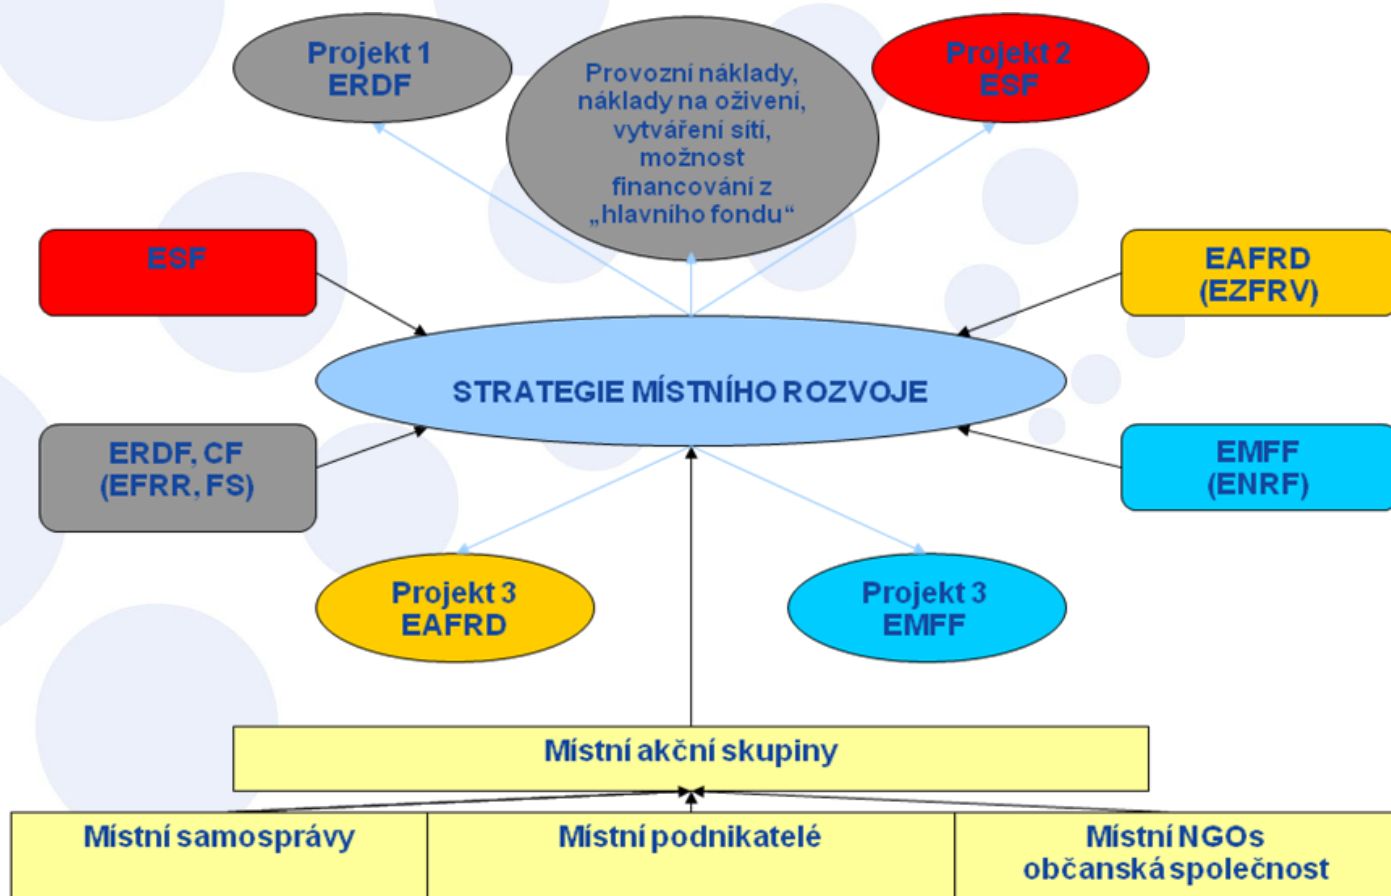 Projekt 1
ERDF
Provozní náklady,
náklady na oživení,
vytváření sítí,
možnost
financování z
„hlavního fondu“
Projekt 2
ESF
ESF
EAFRD
(EZFRV)
STRATEGIE MÍSTNÍHO ROZVOJE
ERDF, CF
(EFRR, FS)
EMFF
(ENRF)
Projekt 3
EAFRD
Projekt 3
EMFF
Místní akční skupiny
Místní samosprávy
Místní podnikatelé
Místní NGOs
občanská společnost